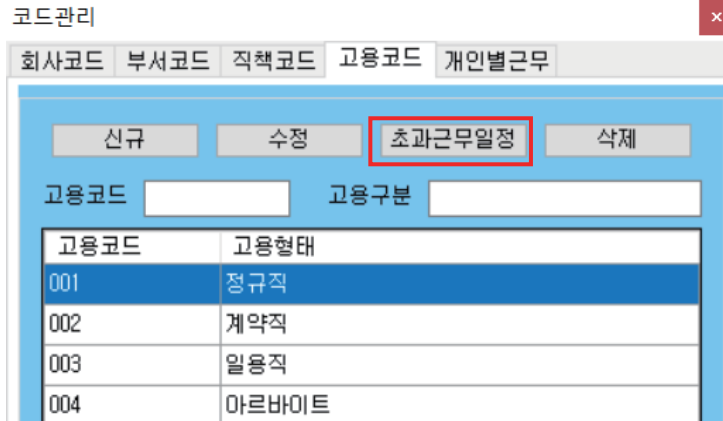 코드관리 ×
회사코드 부서코드 직책코드 고용코드 개인별근무
신규 수정 초과근무일정 삭제
고용코드 고용구분
고용코드 고용형태
001 정규직
002 계약직
003 일용직
004 아르바이트